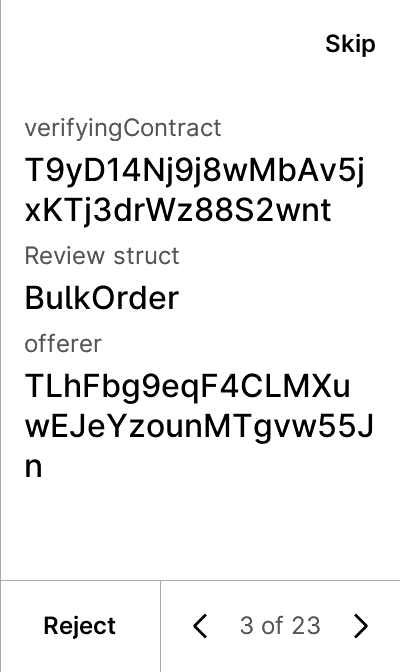 Skip
verifyingContract
T9yD14Nj9j8wMbAv5j
xKTj3drWz88S2wnt
Review struct
BulkOrder
offerer
TLhFbg9eqF4CLMXu
wEJeYzounMTgvw55J
n
Reject
3 of 23